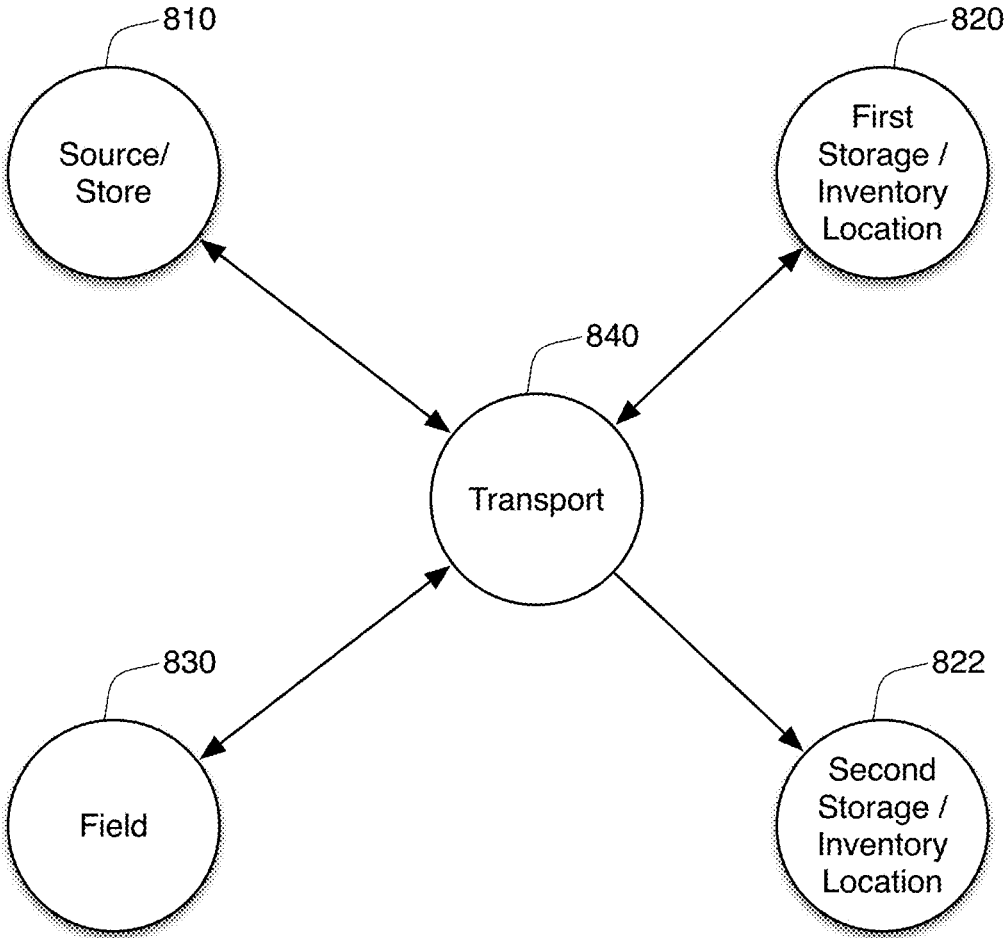 810
820
Source/
Store
First
Storage /
Inventory
Location
840
Transport
830
822
Field
Second
Storage /
Inventory
Location